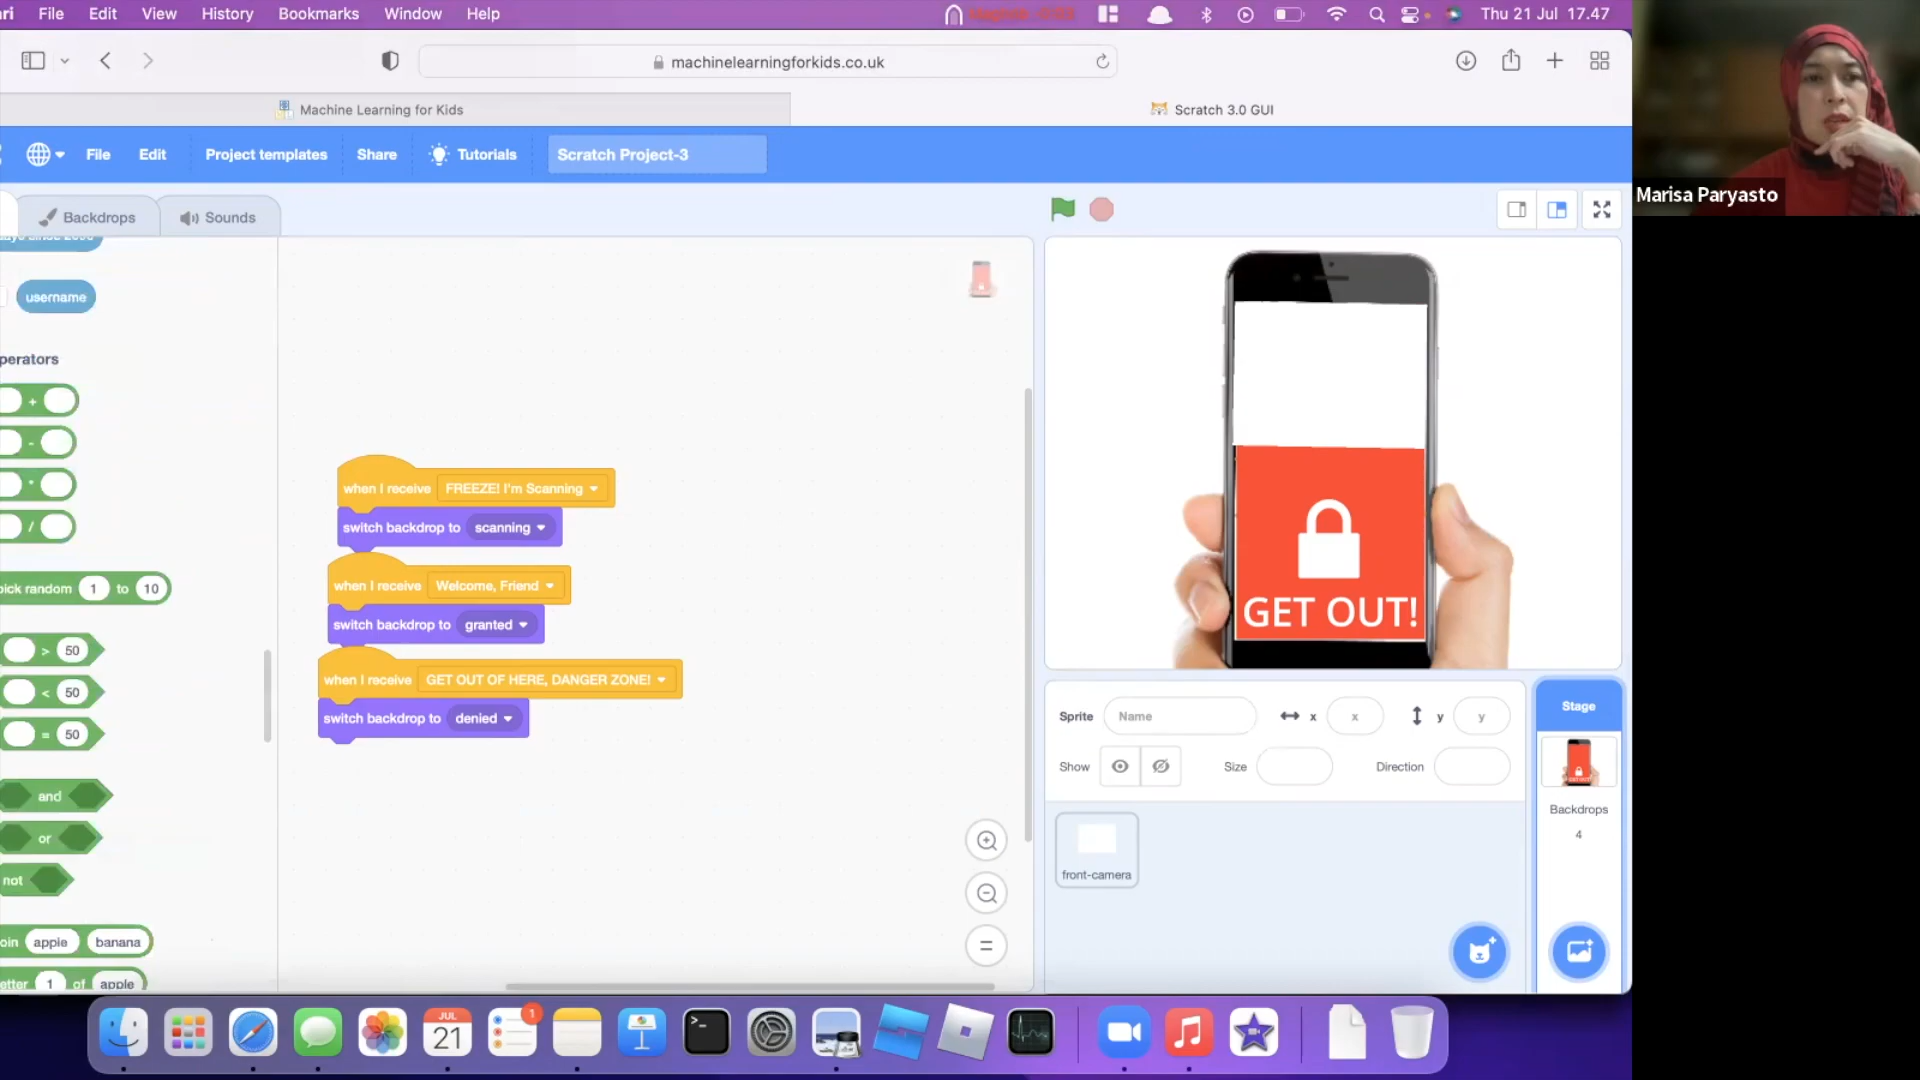 File Edit View History Bookmarks Window Help
Thu 21 Jul 17.47
machinelearningforkids.co.uk
Machine Learning for Kids
Scratch 3.0 GUI
File Edit Project templates Share Tutorials Scratch Project-3
Backdrops Sounds
username
perators
+
-
/
pick random 1 to 10
> 50
< 50
= 50
and
or
not
oin apple banana
etter 1 of apple
when I receive FREEZE! I'm Scanning
switch backdrop to scanning
when I receive Welcome, Friend
switch backdrop to granted
when I receive GET OUT OF HERE, DANGER ZONE!
switch backdrop to denied
GET OUT!
Sprite Name x x y y
Show Size Direction
front-camera
Stage
Backdrops
4
JUL
21
1
Marisa Paryasto